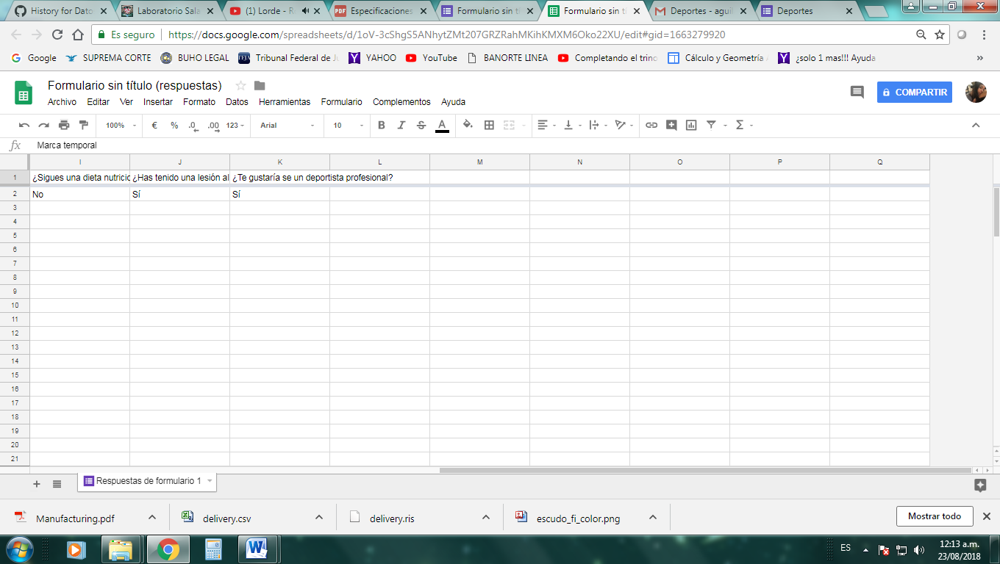 History for Dato
Laboratorio Sala
(1) Lorde - R
Especificaciones
Formulario sin tí
Formulario sin tí
Deportes - agui
Deportes
Es seguro
https://docs.google.com/spreadsheets/d/1oV-3cShgS5ANhytZMt207GRZRahMKihKMXM6Oko22XU/edit#gid=1663279920
Google
SUPREMA CORTE
BUHO LEGAL
Tribunal Federal de Ju
YAHOO
YouTube
BANORTE LINEA
Completando el trino
Cálculo y Geometría A
¿solo 1 mas!!! Ayuda
»
Formulario sin título (respuestas)
Archivo Editar Ver Insertar Formato Datos Herramientas Formulario Complementos Ayuda
COMPARTIR
100% € % .0 .00 123 Arial 10 B I S A Σ
fx Marca temporal
I J K L M N O P Q
1 ¿Sigues una dieta nutricio ¿Has tenido una lesión al ¿Te gustaría se un deportista profesional?
2 No Sí Sí
3
4
5
6
7
8
9
10
11
12
13
14
15
16
17
18
19
20
21
Respuestas de formulario 1
Manufacturing.pdf
delivery.csv
delivery.ris
escudo_fi_color.png
Mostrar todo
ES
12:13 a.m.
23/08/2018